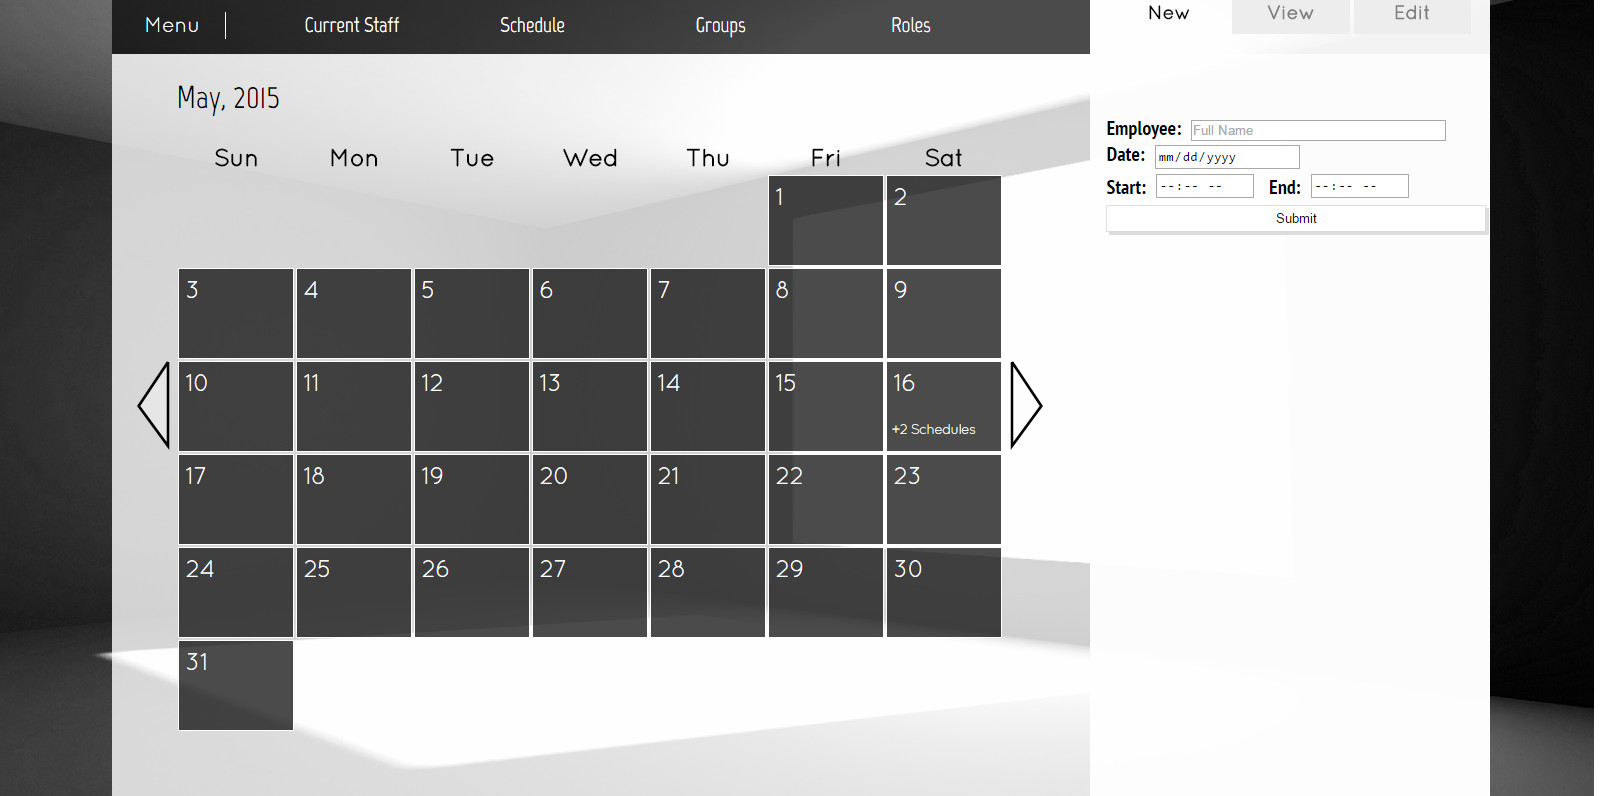 Menu Current Staff Schedule Groups Roles
New View Edit
May, 2015
Sun Mon Tue Wed Thu Fri Sat
1 2
3 4 5 6 7 8 9
10 11 12 13 14 15 16
+2 Schedules
17 18 19 20 21 22 23
24 25 26 27 28 29 30
31
Employee: Full Name
Date: mm/dd/yyyy
Start: --:-- -- End: --:-- --
Submit